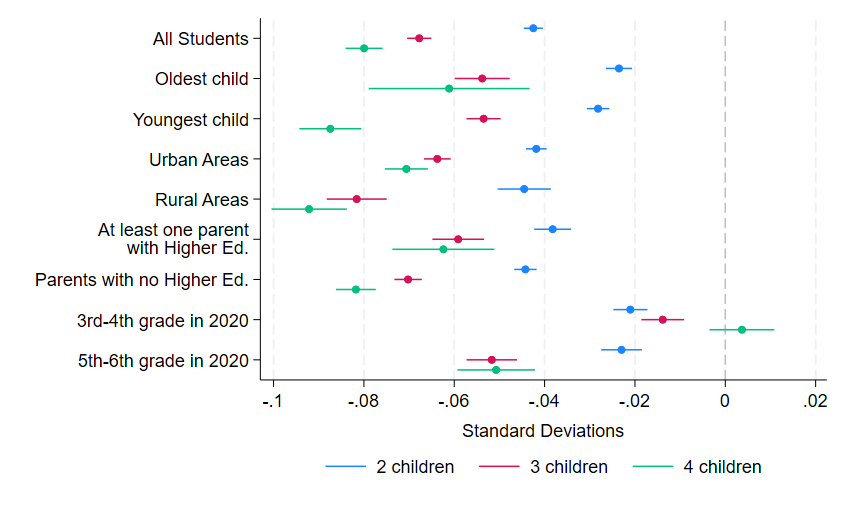 All Students
Oldest child
Youngest child
Urban Areas
Rural Areas
At least one parent
with Higher Ed.
Parents with no Higher Ed.
3rd-4th grade in 2020
5th-6th grade in 2020
-.1 -.08 -.06 -.04 -.02 0 .02
Standard Deviations
2 children 3 children 4 children